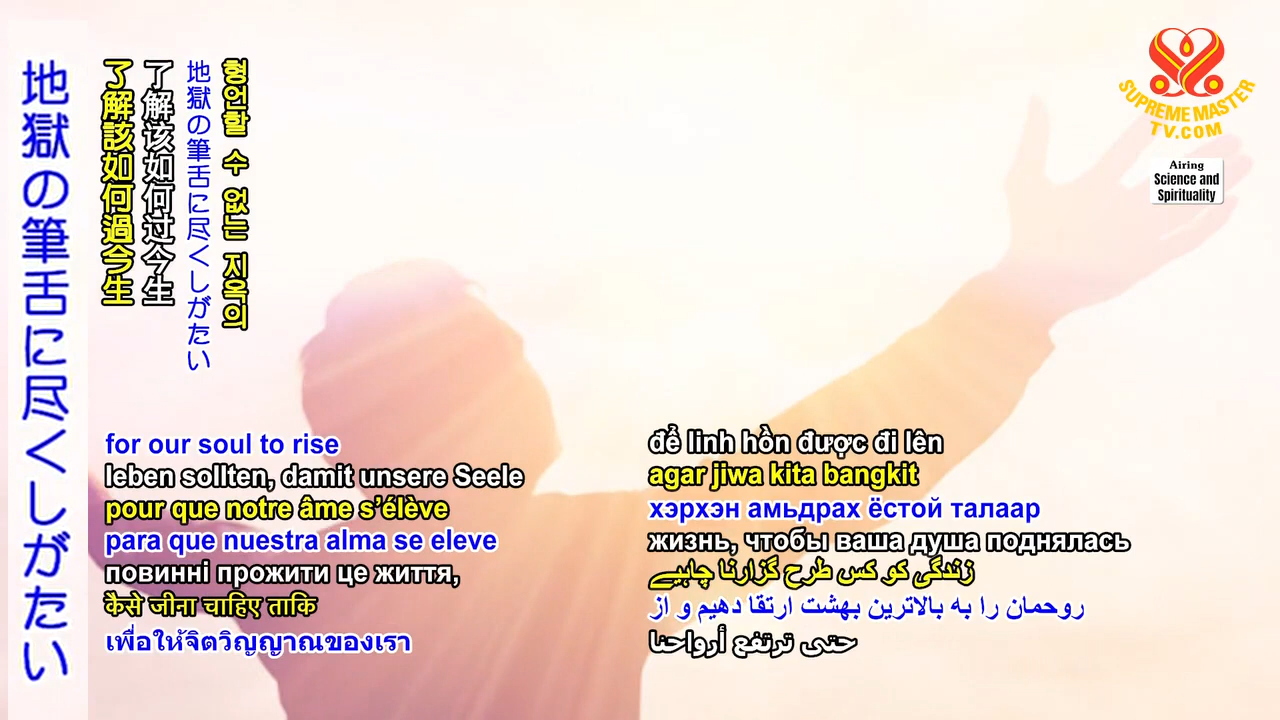 地獄の筆舌に尽くしがたい
了解該如何過今生
了解该如何过今生
地獄の筆舌に尽くしがたい
형언할 수 없는 지옥의
for our soul to rise
leben sollten, damit unsere Seele
pour que notre âme s’élève
para que nuestra alma se eleve
повинні прожити це життя,
कैसे जीना चाहिए ताकि
เพื่อให้จิตวิญญาณของเรา
để linh hồn được đi lên
agar jiwa kita bangkit
хэрхэн амьдрах ёстой талаар
жизнь, чтобы ваша душа поднялась
زندگی کو کس طرح گزارنا چاہیے
روحمان را به بالاترین بهشت ارتقا دهیم و از
حتى ترتفع أرواحنا
SUPREME MASTER
TV.COM
Airing
Science and
Spirituality